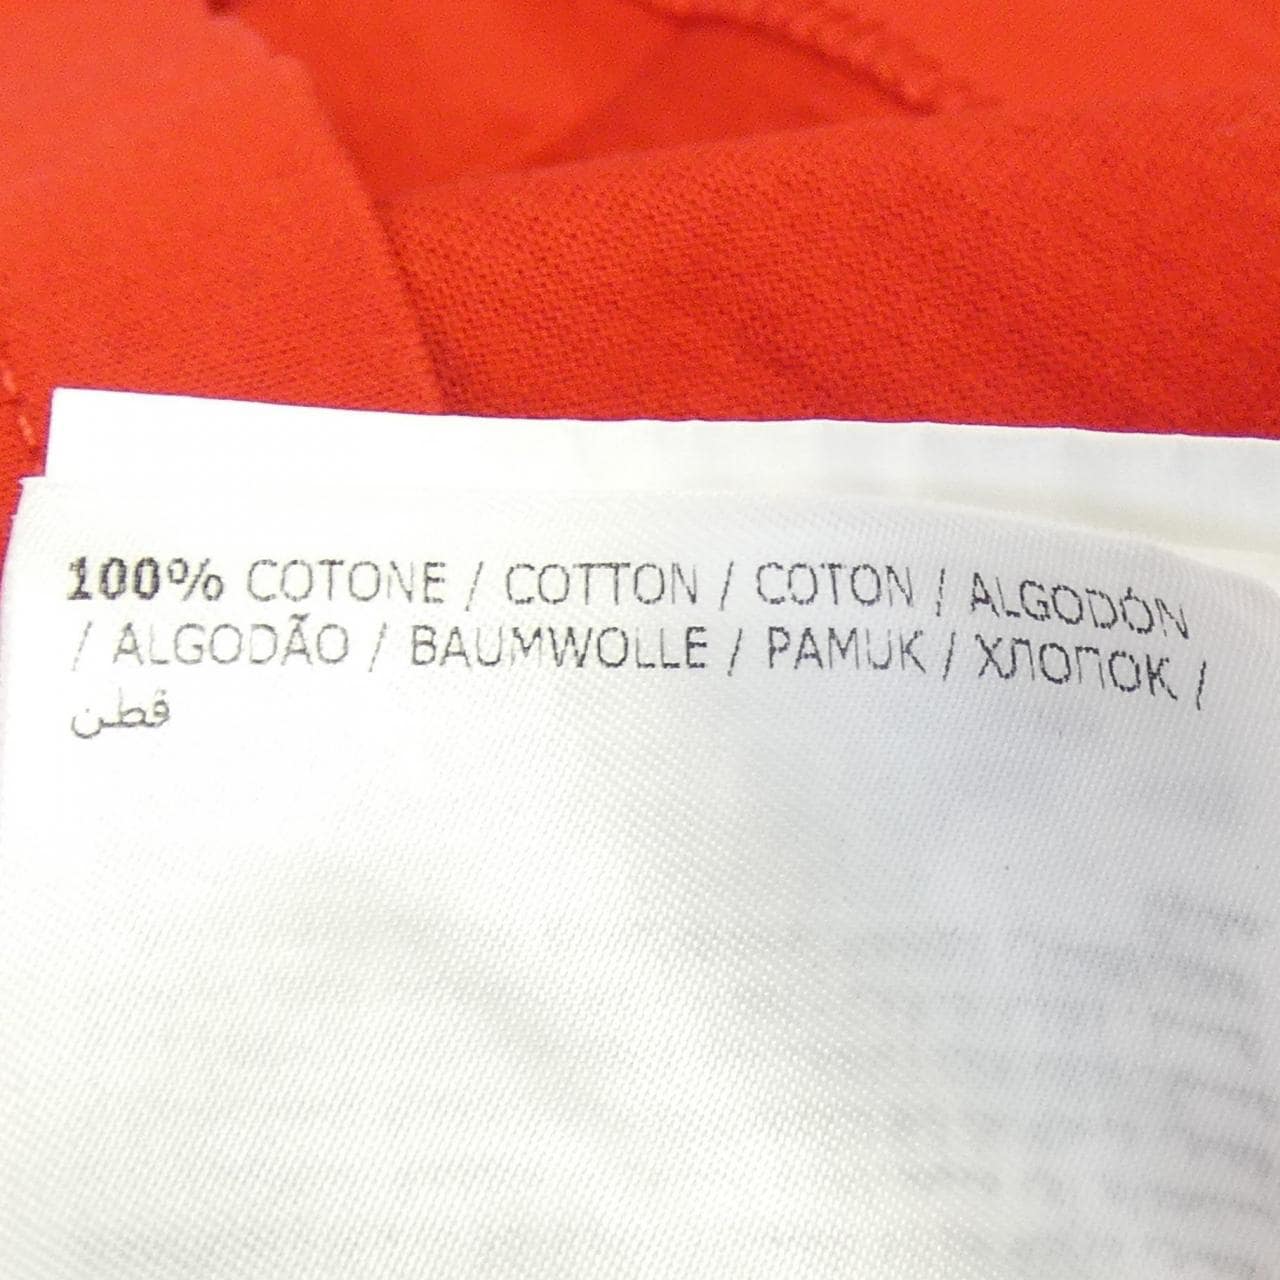 100% COTONE / COTTON / COTON / ALGODÓN
/ ALGODÃO / BAUMWOLLE / PAMUK / ХЛОПОК /
قطن